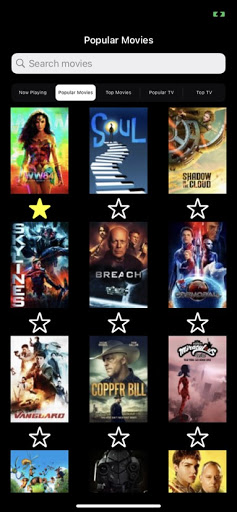 Popular Movies
Search movies
Now Playing Popular Movies Top Movies Popular TV Top TV
WW84
SOUL
SHADOW
IN THE
CLOUD
SKYLINES
BREACH
VANGUARD
COPPER BILL
Miraculous